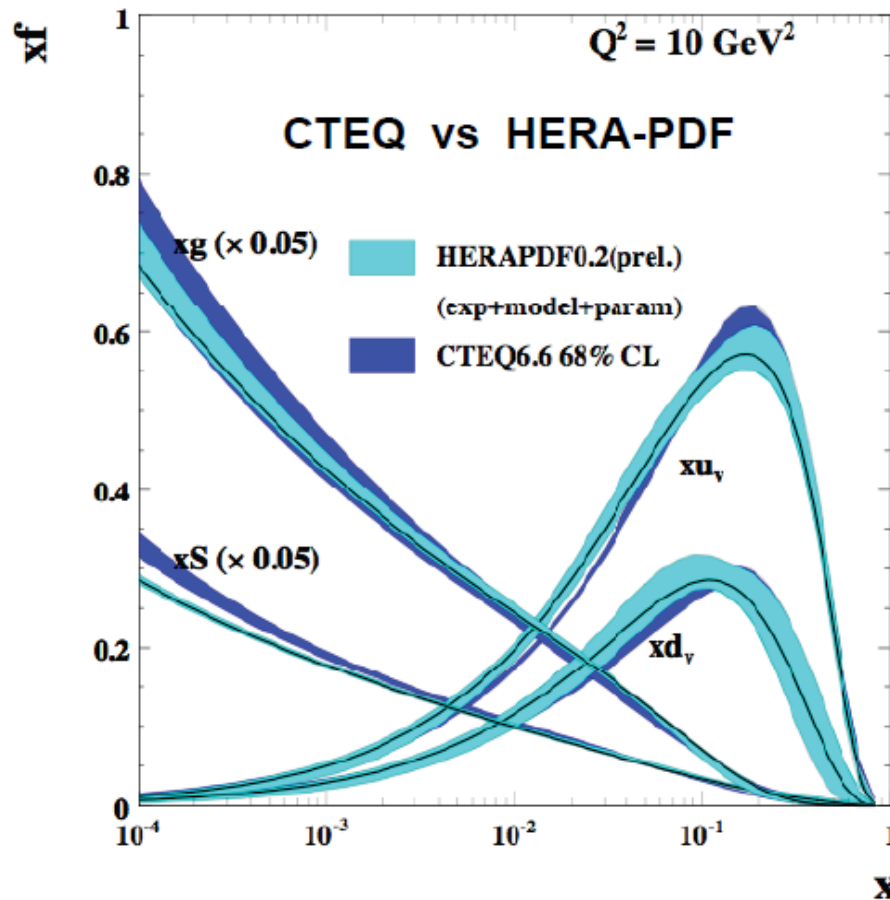 xf
1
Q² = 10 GeV²
CTEQ vs HERA-PDF
0.8
xg (× 0.05)
HERAPDF0.2(prel.)
(exp+model+param)
CTEQ6.6 68% CL
0.6
xuᵥ
0.4
xS (× 0.05)
xdᵥ
0.2
0
10⁻⁴ 10⁻³ 10⁻² 10⁻¹ 1
x